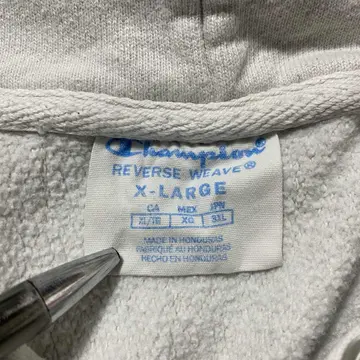 Champion
REVERSE WEAVE®
X-LARGE
CA MEX JPN
XL/TG XG 3XL
MADE IN HONDURAS
FABRIQUÉ AU HONDURAS
HECHO EN HONDURAS